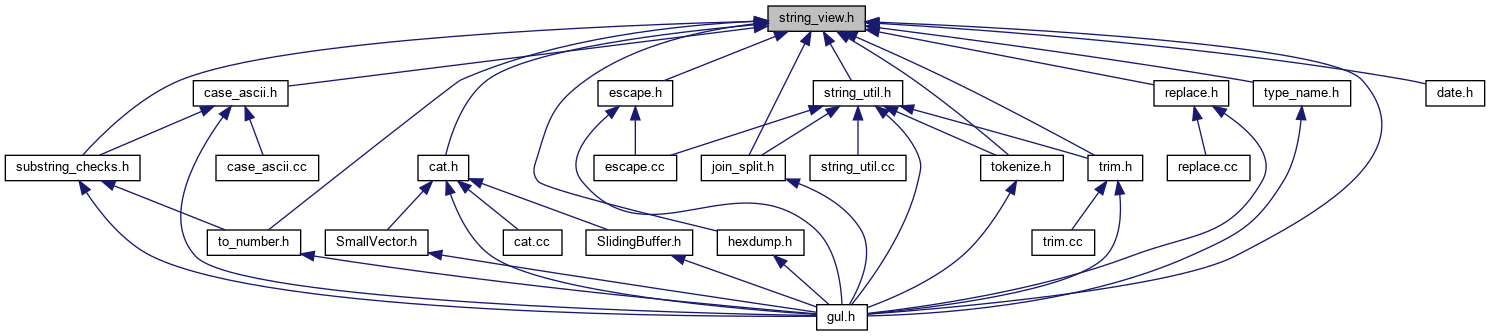 string_view.h
case_ascii.h
escape.h
string_util.h
replace.h
type_name.h
date.h
substring_checks.h
case_ascii.cc
cat.h
escape.cc
join_split.h
string_util.cc
tokenize.h
trim.h
replace.cc
to_number.h
SmallVector.h
cat.cc
SlidingBuffer.h
hexdump.h
trim.cc
gul.h